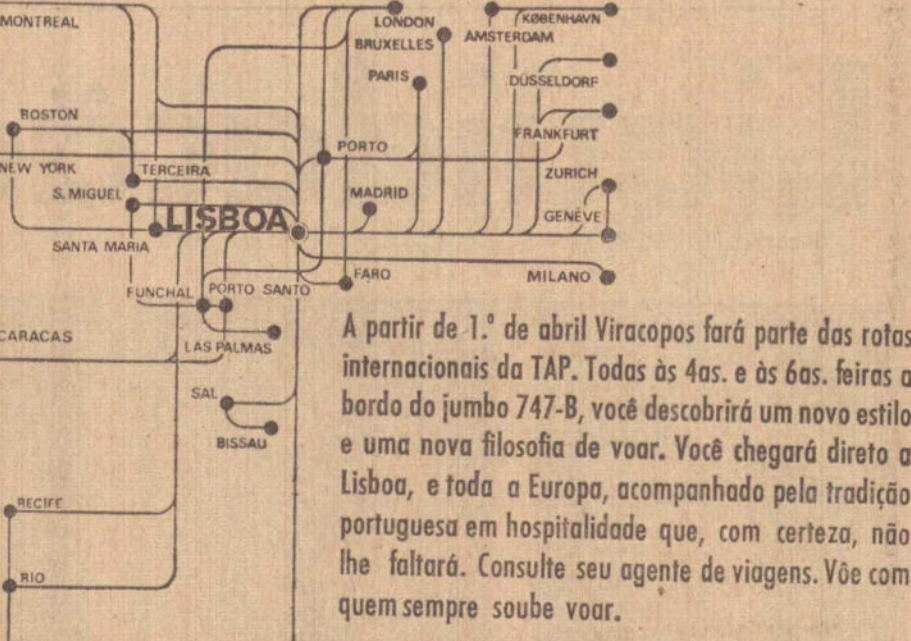 MONTREAL
LONDON
KØBENHAVN
BRUXELLES
AMSTERDAM
PARIS
DÜSSELDORF
BOSTON
FRANKFURT
PORTO
NEW YORK
TERCEIRA
ZURICH
S. MIGUEL
MADRID
LISBOA
GENÈVE
SANTA MARIA
FARO
MILANO
FUNCHAL
PORTO SANTO
CARACAS
LAS PALMAS
SAL
BISSAU
RECIFE
RIO
A partir de 1.º de abril Viracopos fará parte das rotas
internacionais da TAP. Todas às 4as. e às 6as. feiras a
bordo do jumbo 747-B, você descobrirá um novo estilo
e uma nova filosofia de voar. Você chegará direto a
Lisboa, e toda a Europa, acompanhado pela tradição
portuguesa em hospitalidade que, com certeza, não
lhe faltará. Consulte seu agente de viagens. Vôe com
quem sempre soube voar.